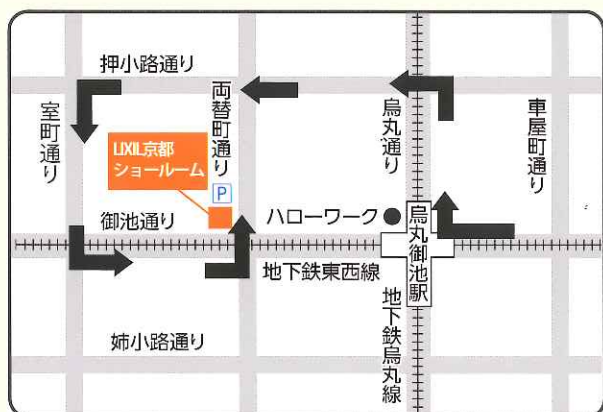 押小路通り
室町通り
両替町通り
烏丸通り
車屋町通り
LIXIL京都
ショールーム
P
御池通り
ハローワーク
烏丸御池駅
地下鉄東西線
地下鉄烏丸線
姉小路通り